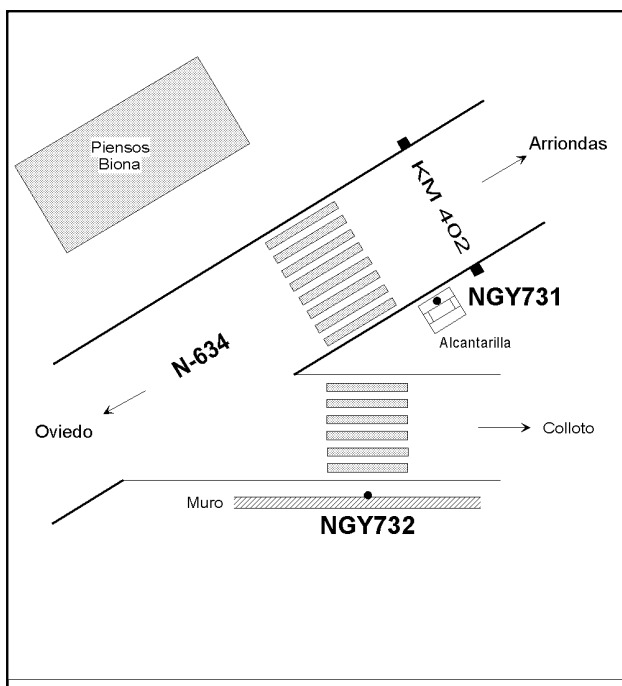 Piensos
Biona
Arriondas
KM 402
NGY731
Alcantarilla
N-634
Oviedo
Colloto
Muro
NGY732